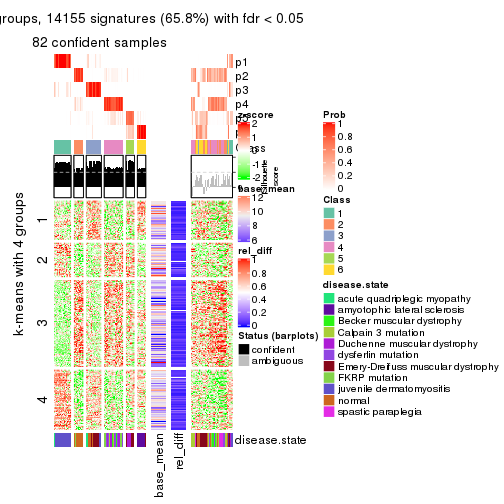 groups, 14155 signatures (65.8%) with fdr < 0.05
82 confident samples
p1
p2
p3
p4
k-means with 4 groups
1
2
3
4
base_mean
rel_diff
disease.state
z-score
2
1
0
-1
-2
silhouette score
base_mean
12
10
8
6
rel_diff
1
0.8
0.6
0.4
0.2
0
Status (barplots)
confident
ambiguous
Prob
1
0.8
0.6
0.4
0.2
0
Class
1
2
3
4
5
6
disease.state
acute quadriplegic myopathy
amyotrophic lateral sclerosis
Becker muscular dystrophy
Calpain 3 mutation
Duchenne muscular dystrophy
dysferlin mutation
Emery-Dreifuss muscular dystrophy
FKRP mutation
juvenile dermatomyositis
normal
spastic paraplegia